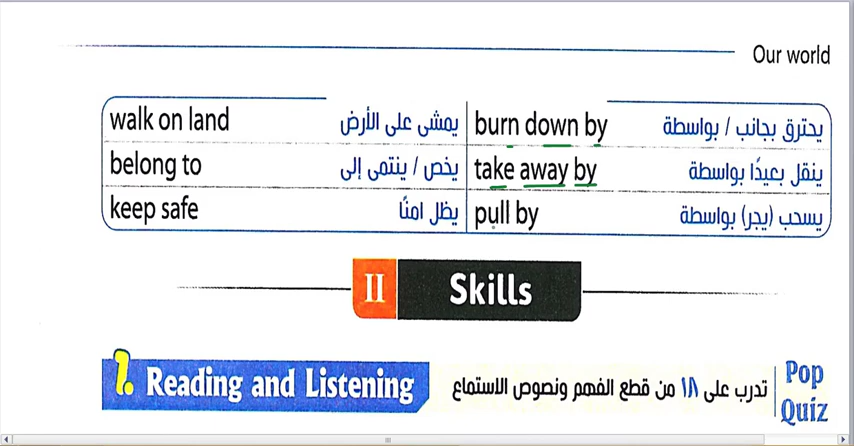 Our world
walk on land يمشى على الأرض burn down by يحترق بجانب / بواسطة
belong to يخص / ينتمى إلى take away by ينقل بعيدًا بواسطة
keep safe يظل امنًا pull by يسحب (يجر) بواسطة
II Skills
1. Reading and Listening تدرب على ١٨ من قطع الفهم ونصوص الاستماع Pop
Quiz